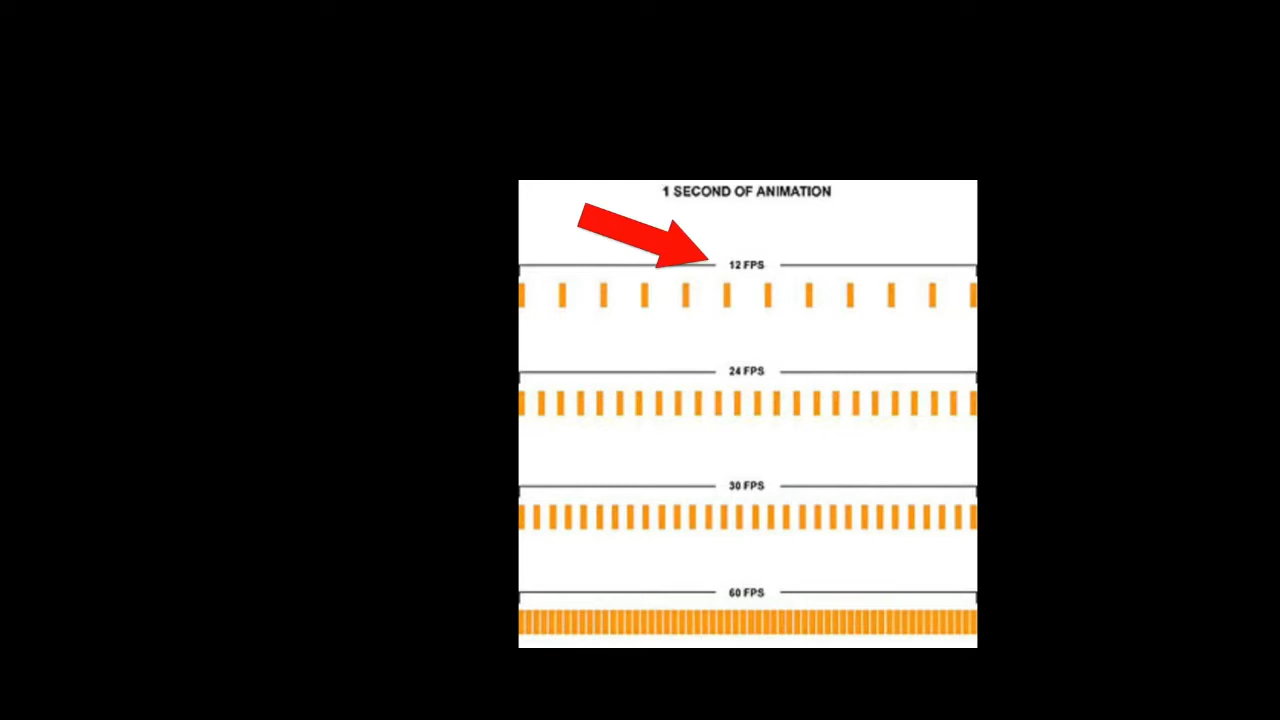 1 SECOND OF ANIMATION
12 FPS
24 FPS
30 FPS
60 FPS